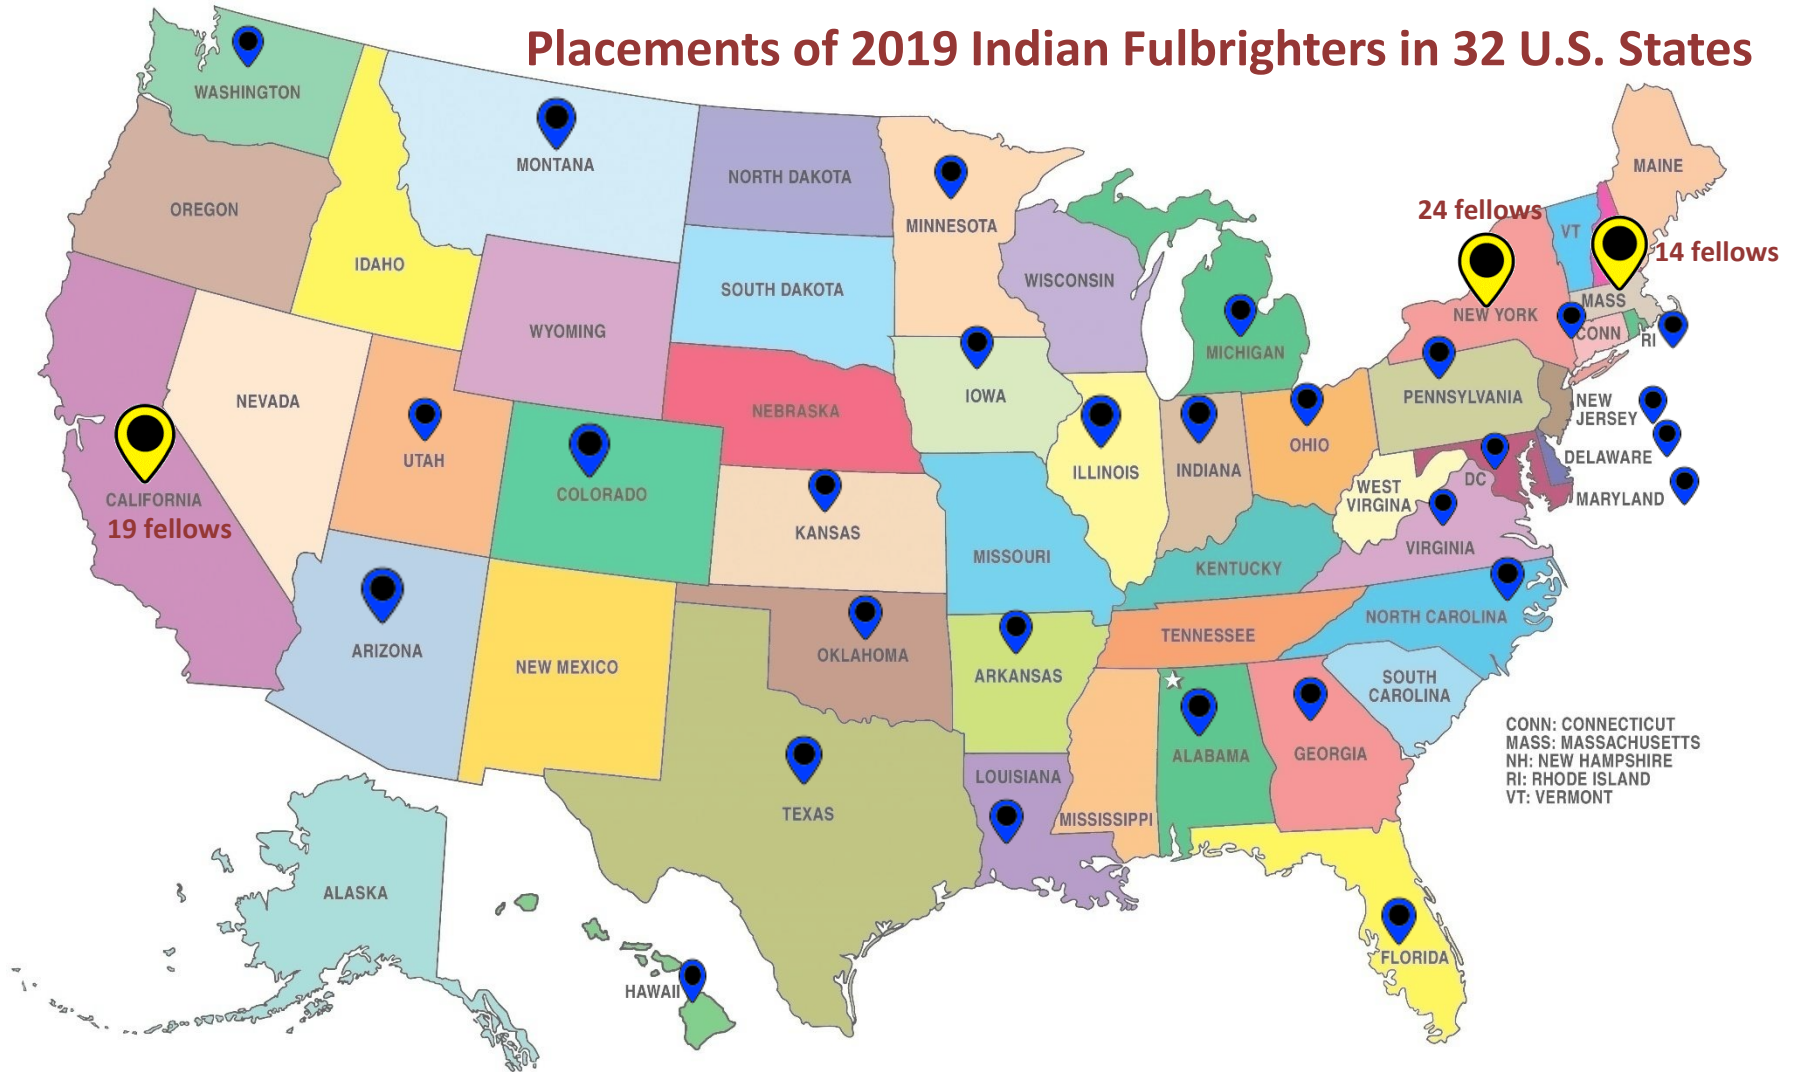 Placements of 2019 Indian Fulbrighters in 32 U.S. States
WASHINGTON
MONTANA
NORTH DAKOTA
MINNESOTA
MAINE
OREGON
24 fellows
VT
14 fellows
IDAHO
SOUTH DAKOTA
WISCONSIN
MASS
NEW YORK
CONN
RI
WYOMING
MICHIGAN
NEVADA
NEBRASKA
IOWA
PENNSYLVANIA
NEW
JERSEY
UTAH
COLORADO
ILLINOIS
INDIANA
OHIO
DELAWARE
DC
MARYLAND
WEST
VIRGINA
CALIFORNIA
19 fellows
KANSAS
MISSOURI
KENTUCKY
VIRGINIA
ARIZONA
NEW MEXICO
OKLAHOMA
ARKANSAS
TENNESSEE
NORTH CAROLINA
SOUTH
CAROLINA
TEXAS
LOUISIANA
MISSISSIPPI
ALABAMA
GEORGIA
CONN: CONNECTICUT
MASS: MASSACHUSETTS
NH: NEW HAMPSHIRE
RI: RHODE ISLAND
VT: VERMONT
ALASKA
HAWAII
FLORIDA